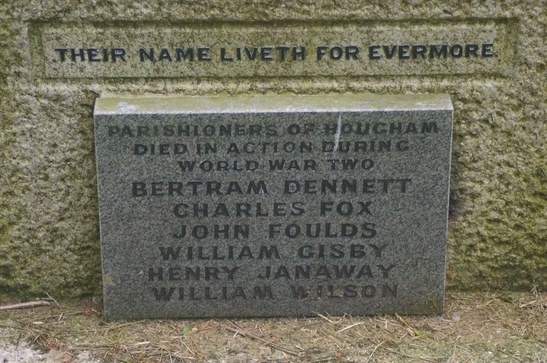 THEIR NAME LIVETH FOR EVERMORE.
PARISHIONERS OF HOUGHAM
DIED IN ACTION DURING
WORLD WAR TWO
BERTRAM DENNETT
CHARLES FOX
JOHN FOULDS
WILLIAM GISBY
HENRY JANAWAY
WILLIAM WILSON